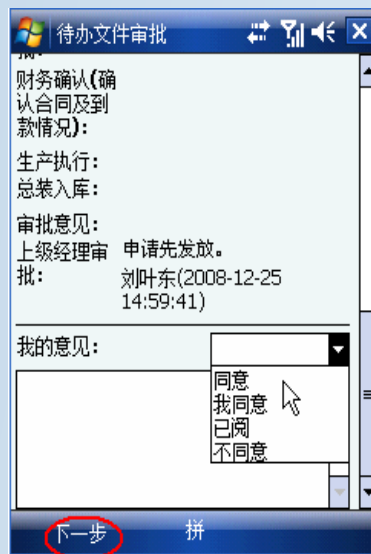 待办文件审批
批:
财务确认(确
认合同及到
款情况):
生产执行:
总装入库:
审批意见:
上级经理审
批:
申请先发放。
刘叶东(2008-12-25
14:59:41)
我的意见:
同意
我同意
已阅
不同意
下一步
拼